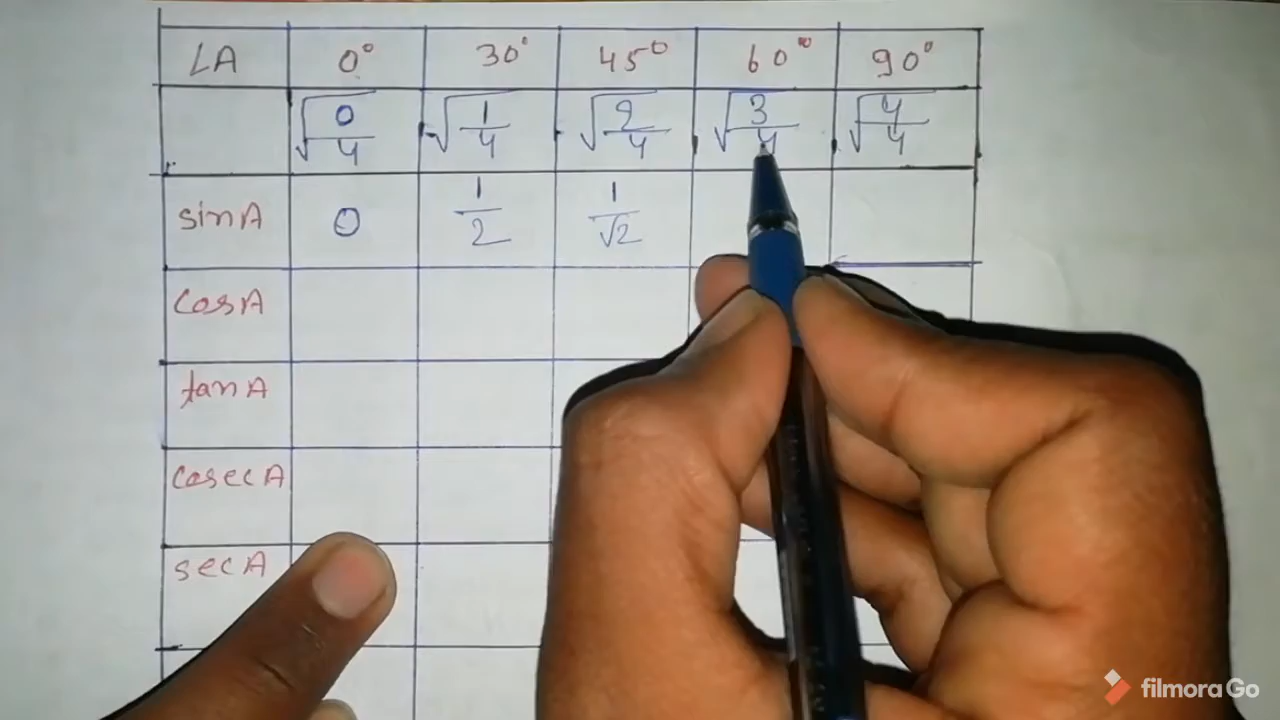 ∠A 0° 30° 45° 60° 90°
√0/4 √1/4 √2/4 √3/4 √4/4
sinA 0 1/2 1/√2
cosA
tanA
cosecA
secA
filmoraGo